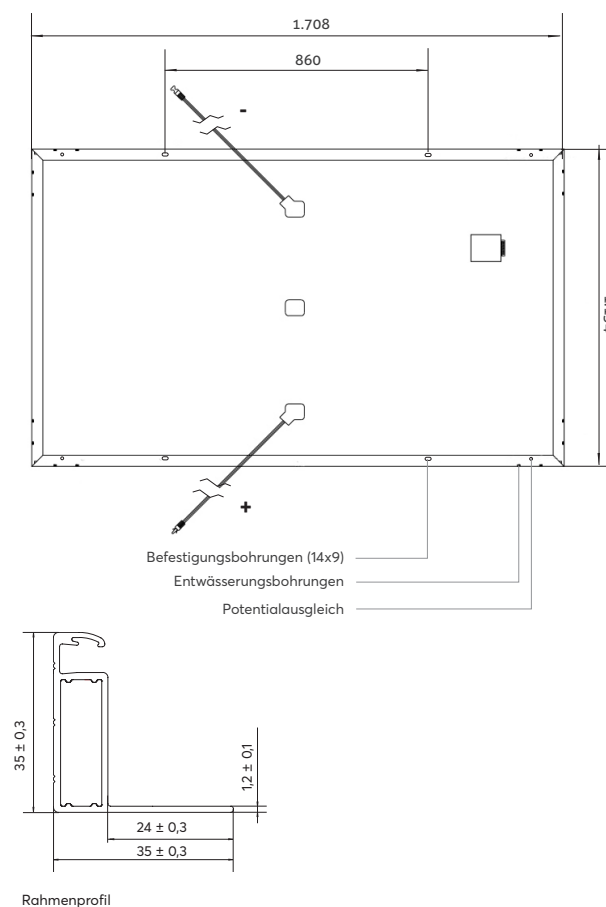 1.708
860
-
+
Befestigungsbohrungen (14x9)
Entwässerungsbohrungen
Potentialausgleich
35 ± 0,3
1,2 ± 0,1
24 ± 0,3
35 ± 0,3
Rahmenprofil